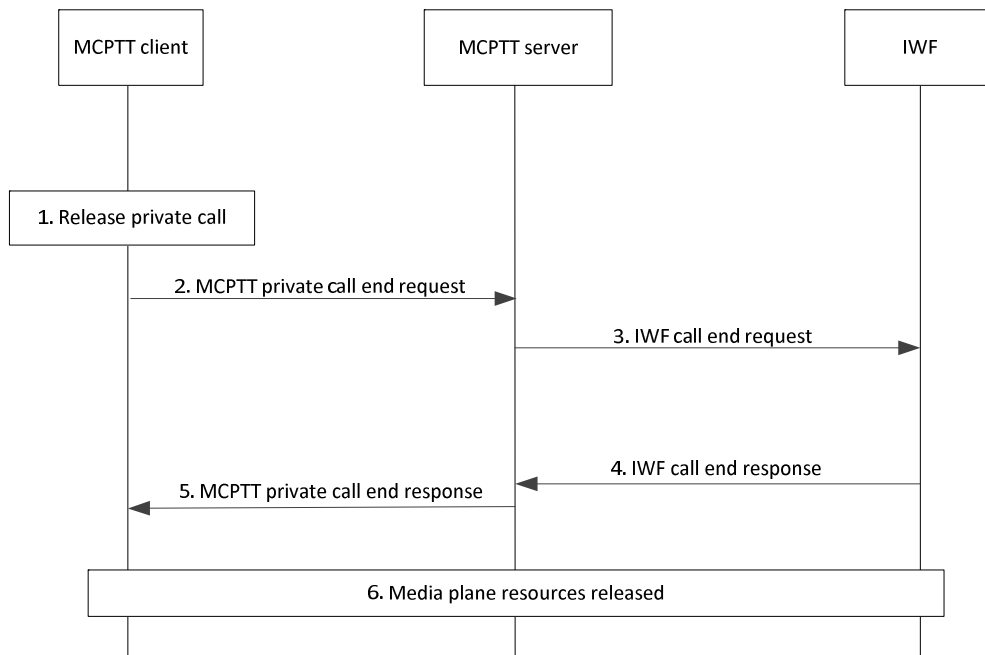 MCPTT client
MCPTT server
IWF
1. Release private call
2. MCPTT private call end request
3. IWF call end request
4. IWF call end response
5. MCPTT private call end response
6. Media plane resources released